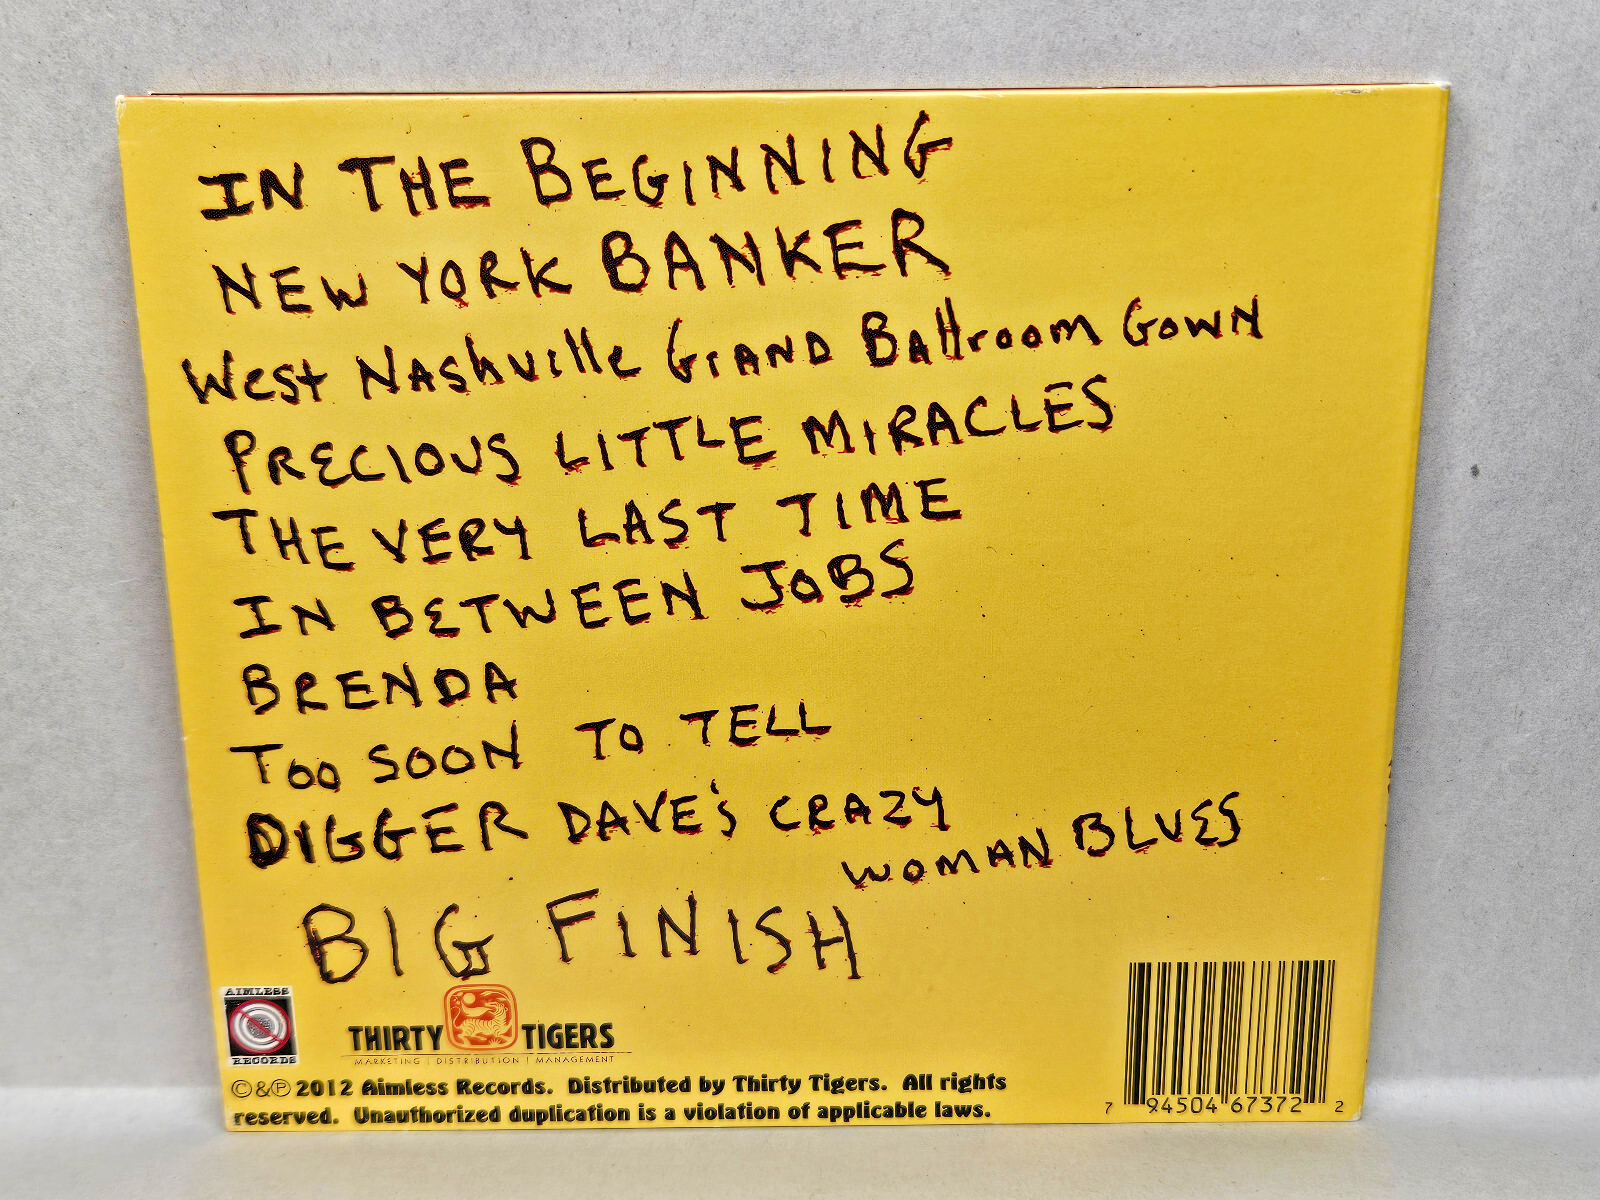 IN THE BEGINNING
NEW YORK BANKER
West NAshville GrAND BAllroom GowN
PRECIOUS LITTLE MIRACLES
THE VERY LAST TIME
IN BETWEEN JOBS
BRENDA
Too SOON TO TELL
DIGGER DAVE'S CRAZY
WOMAN BLUES
BIG FINISH
AIMLESS
RECORDS
THIRTY TIGERS
MARKETING | DISTRIBUTION | MANAGEMENT
©&℗ 2012 Aimless Records. Distributed by Thirty Tigers. All rights
reserved. Unauthorized duplication is a violation of applicable laws.
7 94504 67372 2